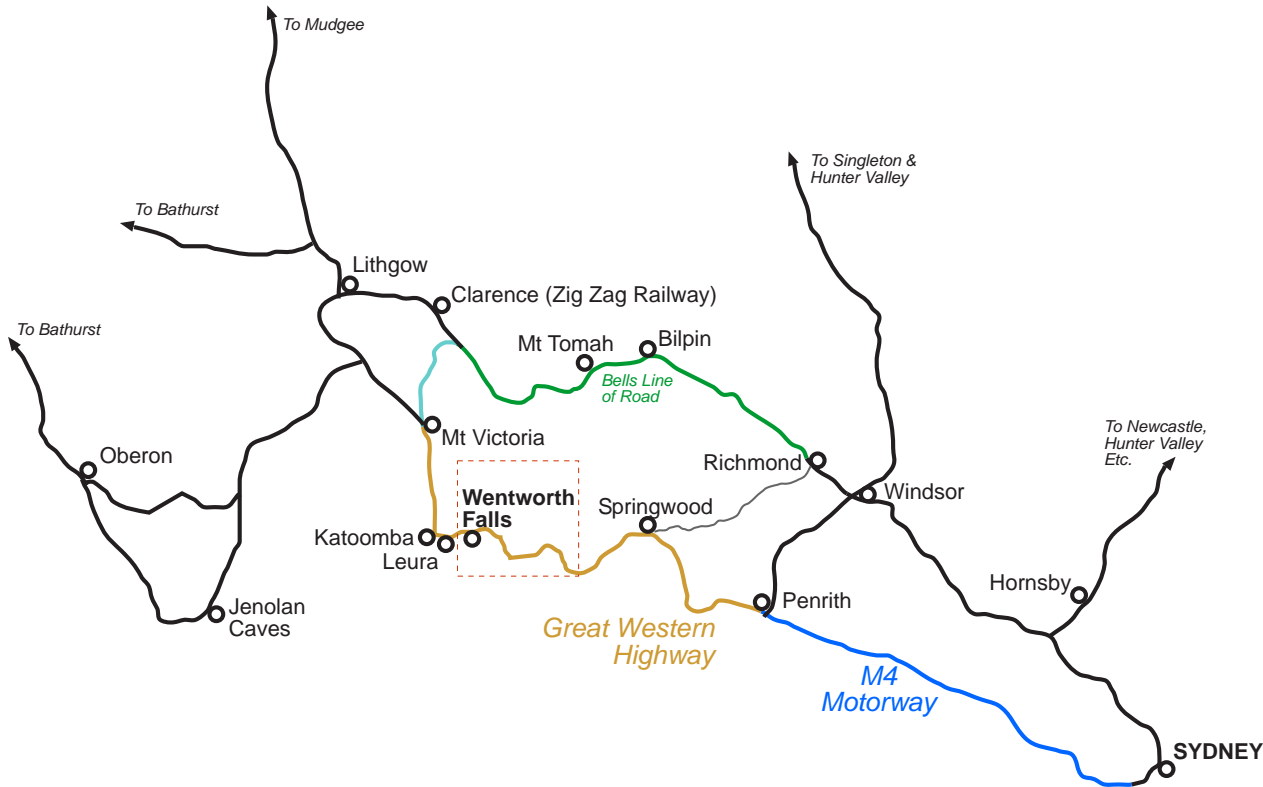 To Mudgee
To Singleton &
Hunter Valley
To Bathurst
Lithgow
Clarence (Zig Zag Railway)
To Bathurst
Mt Tomah
Bilpin
Bells Line
of Road
Mt Victoria
To Newcastle,
Hunter Valley
Etc.
Oberon
Richmond
Windsor
Wentworth
Falls
Springwood
Katoomba
Leura
Hornsby
Penrith
Jenolan
Caves
Great Western
Highway
M4
Motorway
SYDNEY